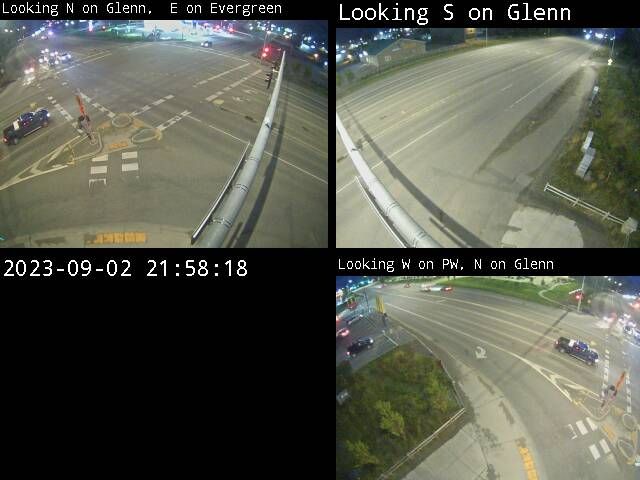 Looking N on Glenn, E on Evergreen
Looking S on Glenn
2023-09-02 21:58:18
Looking W on PW, N on Glenn